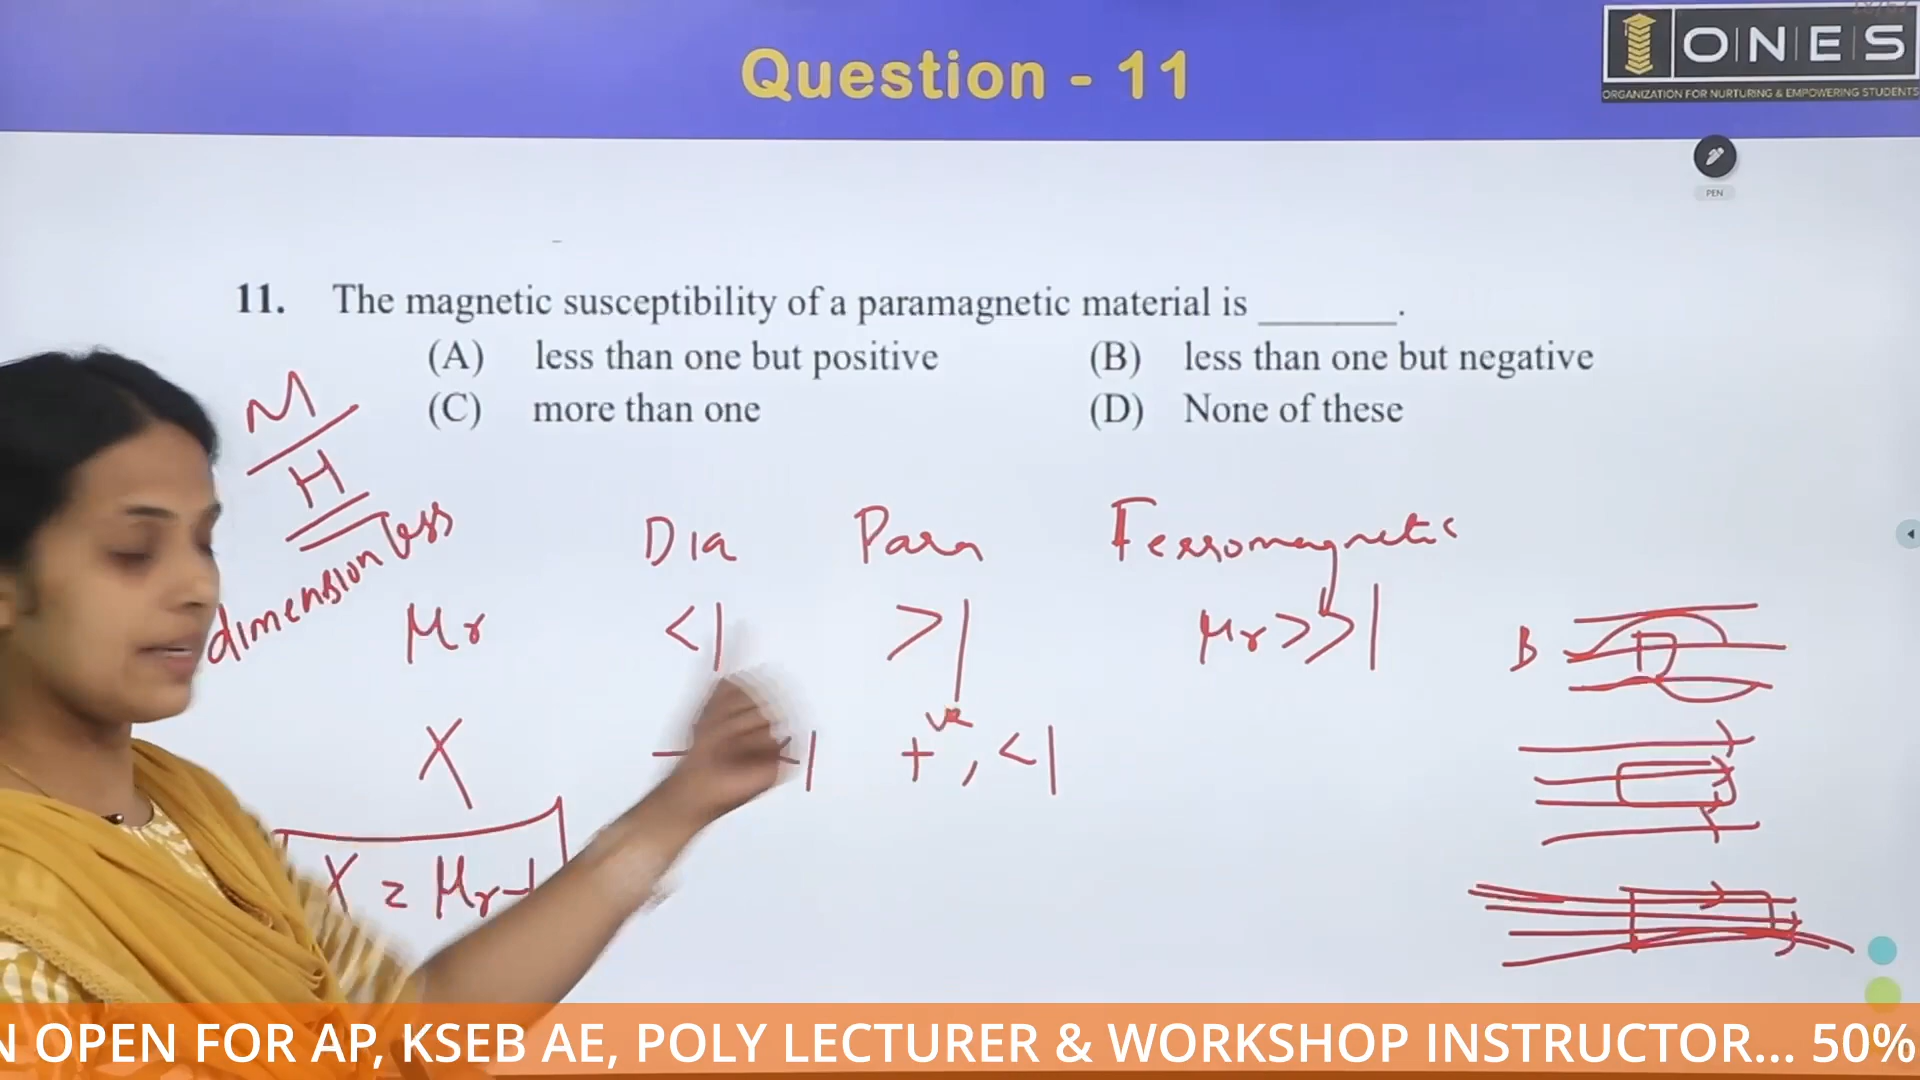 Question - 11
O|N|E|S
ORGANIZATION FOR NURTURING & EMPOWERING STUDENTS
PEN
11. The magnetic susceptibility of a paramagnetic material is ________.
(A) less than one but positive (B) less than one but negative
(C) more than one (D) None of these
M
H
dimensionless
Dia Para Ferromagnetic
μr <1 >1 μr>>1 B
χ - <1 +ve, <1
χ = μr-1
N OPEN FOR AP, KSEB AE, POLY LECTURER & WORKSHOP INSTRUCTOR... 50%